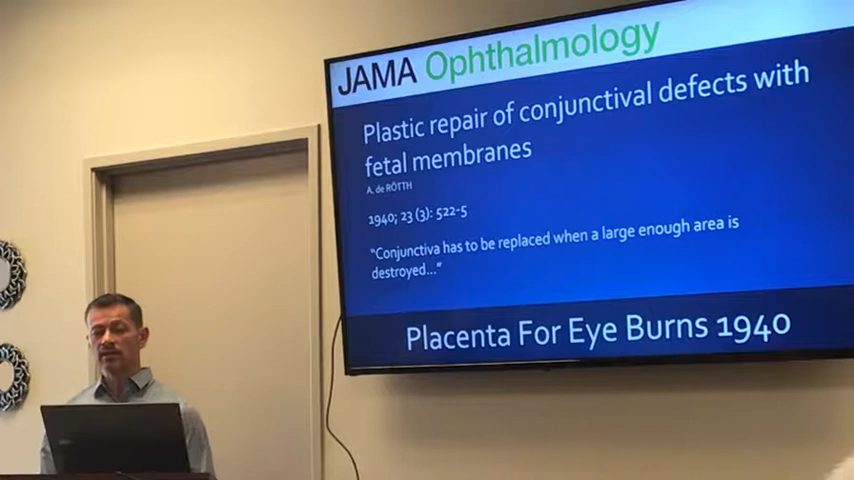 JAMA Ophthalmology
Plastic repair of conjunctival defects with
fetal membranes
A. de RÖTTH
1940; 23 (3): 522-5
“Conjunctiva has to be replaced when a large enough area is
destroyed...”
Placenta For Eye Burns 1940